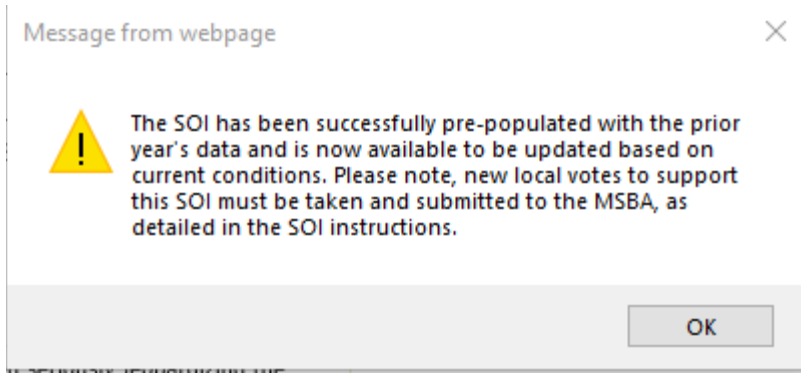 Message from webpage
The SOI has been successfully pre-populated with the prior
year's data and is now available to be updated based on
current conditions. Please note, new local votes to support
this SOI must be taken and submitted to the MSBA, as
detailed in the SOI instructions.
OK